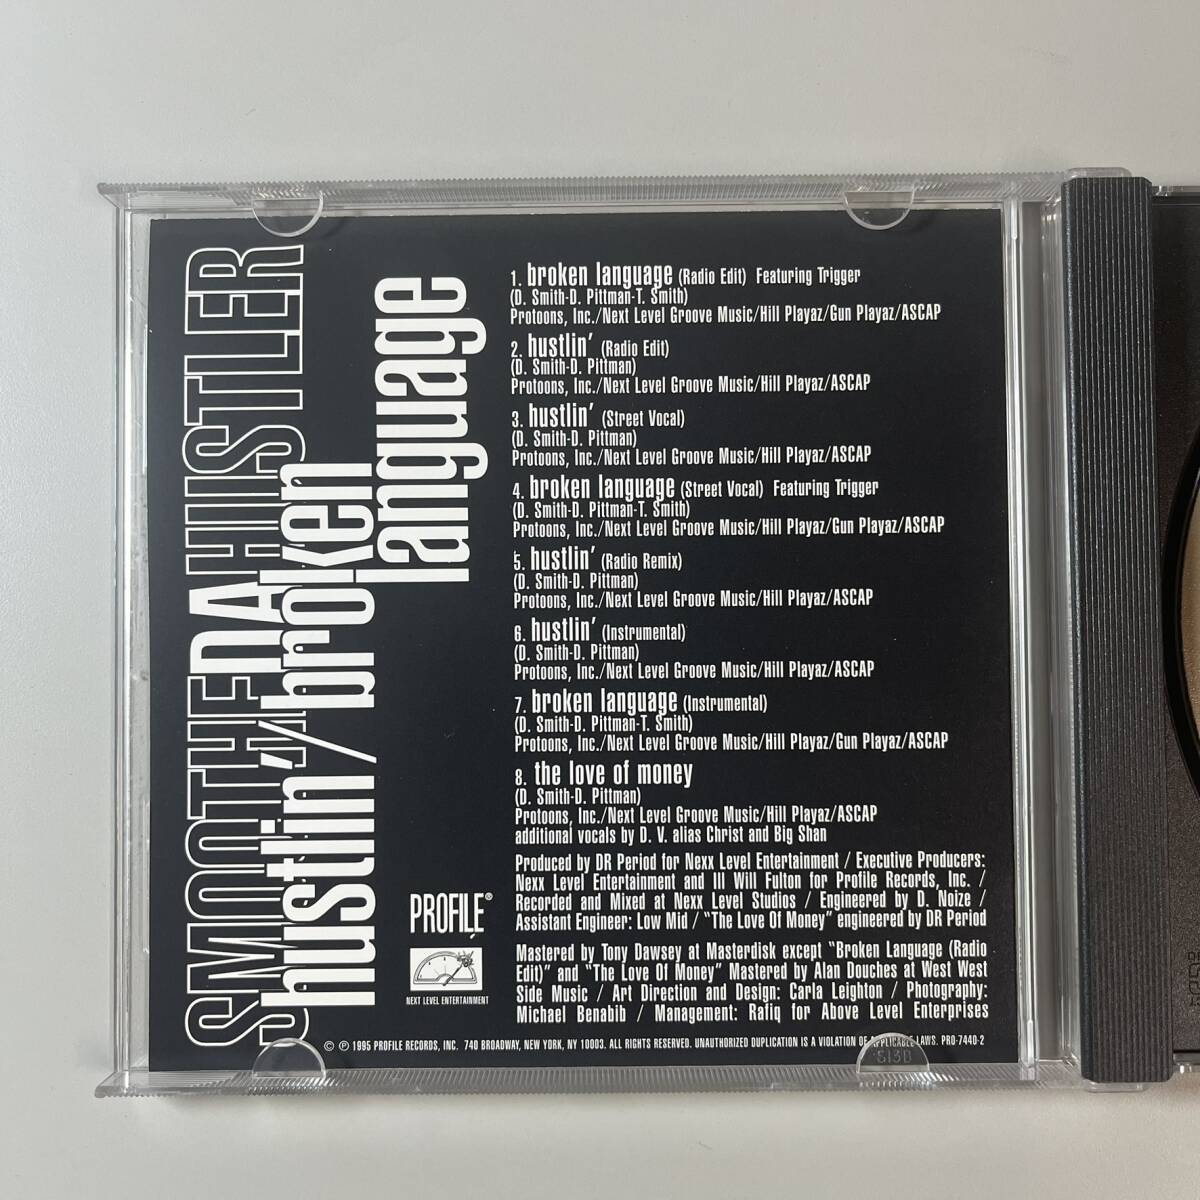 SMOOTHE DA HUSTLER
hustlin'/broken
language
1. broken language (Radio Edit) Featuring Trigger
(D. Smith-D. Pittman-T. Smith)
Protoons, Inc./Next Level Groove Music/Hill Playaz/Gun Playaz/ASCAP
2. hustlin' (Radio Edit)
(D. Smith-D. Pittman)
Protoons, Inc./Next Level Groove Music/Hill Playaz/ASCAP
3. hustlin' (Street Vocal)
(D. Smith-D. Pittman)
Protoons, Inc./Next Level Groove Music/Hill Playaz/ASCAP
4. broken language (Street Vocal) Featuring Trigger
(D. Smith-D. Pittman-T. Smith)
Protoons, Inc./Next Level Groove Music/Hill Playaz/Gun Playaz/ASCAP
5. hustlin' (Radio Remix)
(D. Smith-D. Pittman)
Protoons, Inc./Next Level Groove Music/Hill Playaz/ASCAP
6. hustlin' (Instrumental)
(D. Smith-D. Pittman)
Protoons, Inc./Next Level Groove Music/Hill Playaz/ASCAP
7. broken language (Instrumental)
(D. Smith-D. Pittman-T. Smith)
Protoons, Inc./Next Level Groove Music/Hill Playaz/Gun Playaz/ASCAP
8. the love of money
(D. Smith-D. Pittman)
Protoons, Inc./Next Level Groove Music/Hill Playaz/ASCAP
additional vocals by D. V. alias Christ and Big Shan
Produced by DR Period for Nexx Level Entertainment / Executive Producers:
Nexx Level Entertainment and Ill Will Fulton for Profile Records, Inc. /
Recorded and Mixed at Nexx Level Studios / Engineered by D. Noize /
Assistant Engineer: Low Mid / "The Love Of Money" engineered by DR Period
Mastered by Tony Dawsey at Masterdisk except "Broken Language (Radio
Edit)" and "The Love Of Money" Mastered by Alan Douches at West West
Side Music / Art Direction and Design: Carla Leighton / Photography:
Michael Benabib / Management: Rafiq for Above Level Enterprises
PROFILE®
NEXT LEVEL ENTERTAINMENT
© ℗ 1995 PROFILE RECORDS, INC. 740 BROADWAY, NEW YORK, NY 10003. ALL RIGHTS RESERVED. UNAUTHORIZED DUPLICATION IS A VIOLATION OF APPLICABLE LAWS. PRO-7440-2